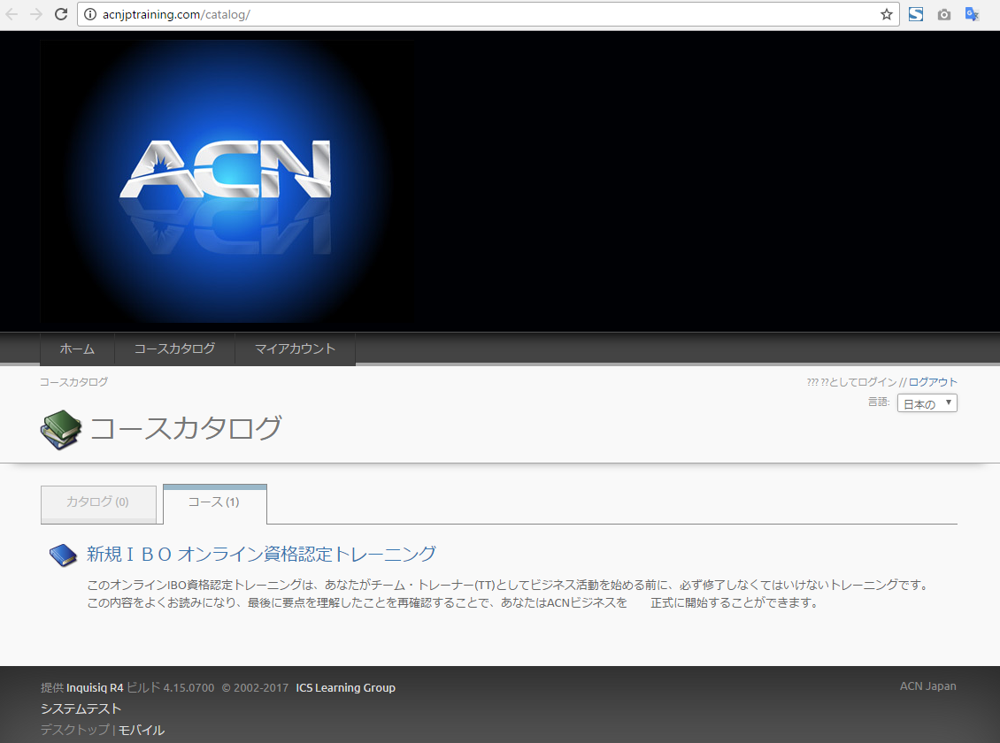 acnjptraining.com/catalog/
ACN
ホーム コースカタログ マイアカウント
コースカタログ
??? ??としてログイン // ログアウト
言語: 日本の
コースカタログ
カタログ (0) コース (1)
新規ＩＢＯ オンライン資格認定トレーニング
このオンラインIBO資格認定トレーニングは、あなたがチーム・トレーナー(TT)としてビジネス活動を始める前に、必ず修了しなくてはいけないトレーニングです。
この内容をよくお読みになり、最後に要点を理解したことを再確認することで、あなたはACNビジネスを　　正式に開始することができます。
提供 Inquisiq R4 ビルド 4.15.0700 © 2002-2017 ICS Learning Group
ACN Japan
システムテスト
デスクトップ | モバイル